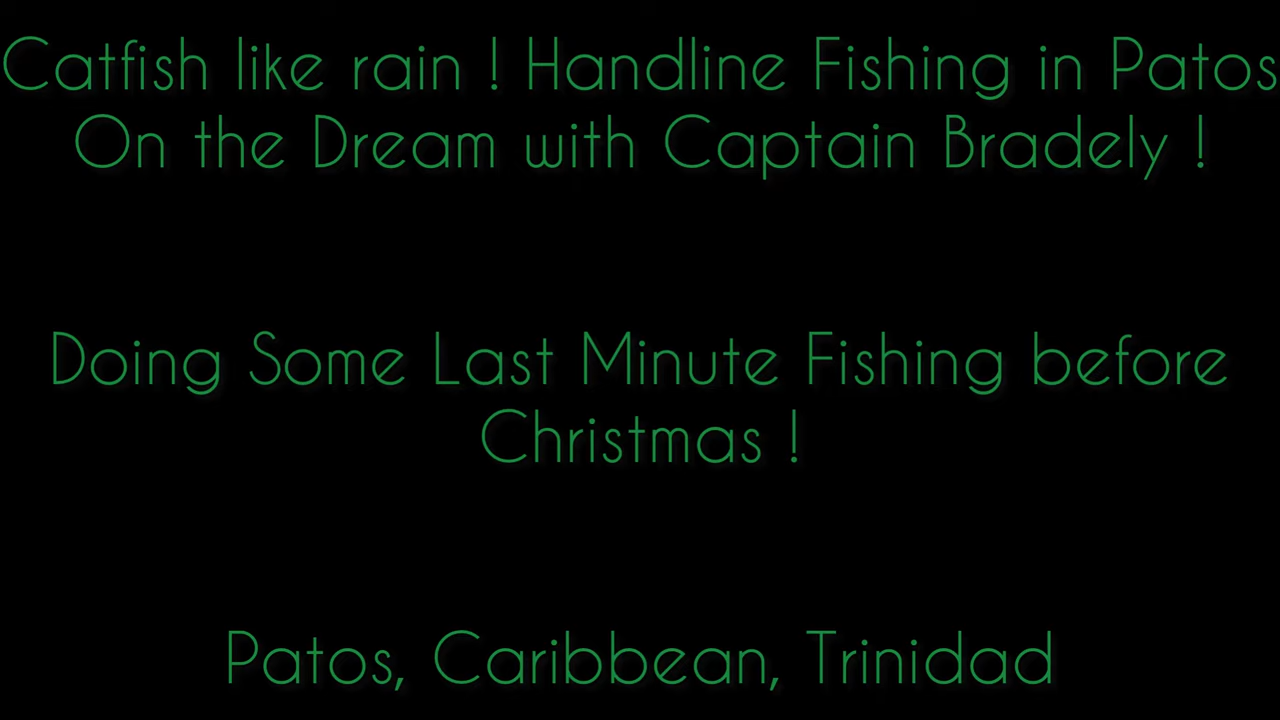 Catfish like rain ! Handline Fishing in Patos
On the Dream with Captain Bradely !
Doing Some Last Minute Fishing before
Christmas !
Patos, Caribbean, Trinidad